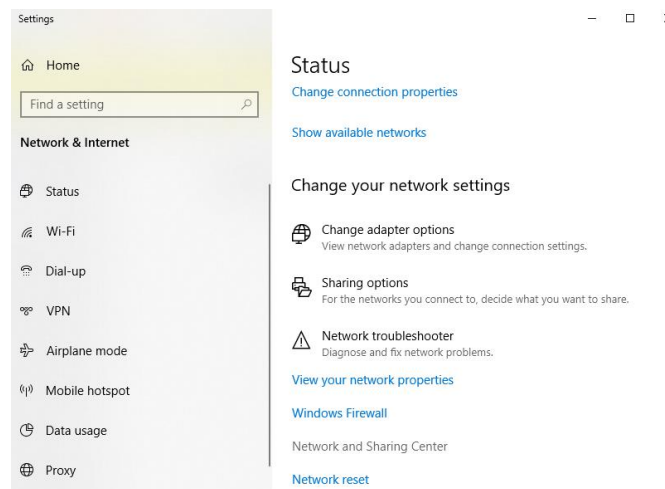 Settings
Home
Find a setting
Network & Internet
Status
Wi-Fi
Dial-up
VPN
Airplane mode
Mobile hotspot
Data usage
Proxy
Status
Change connection properties
Show available networks
Change your network settings
Change adapter options
View network adapters and change connection settings.
Sharing options
For the networks you connect to, decide what you want to share.
Network troubleshooter
Diagnose and fix network problems.
View your network properties
Windows Firewall
Network and Sharing Center
Network reset